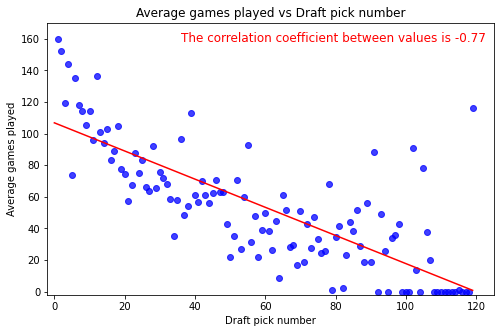 Average games played vs Draft pick number
The correlation coefficient between values is -0.77
160
140
120
100
80
60
40
20
0
Average games played
0 20 40 60 80 100 120
Draft pick number